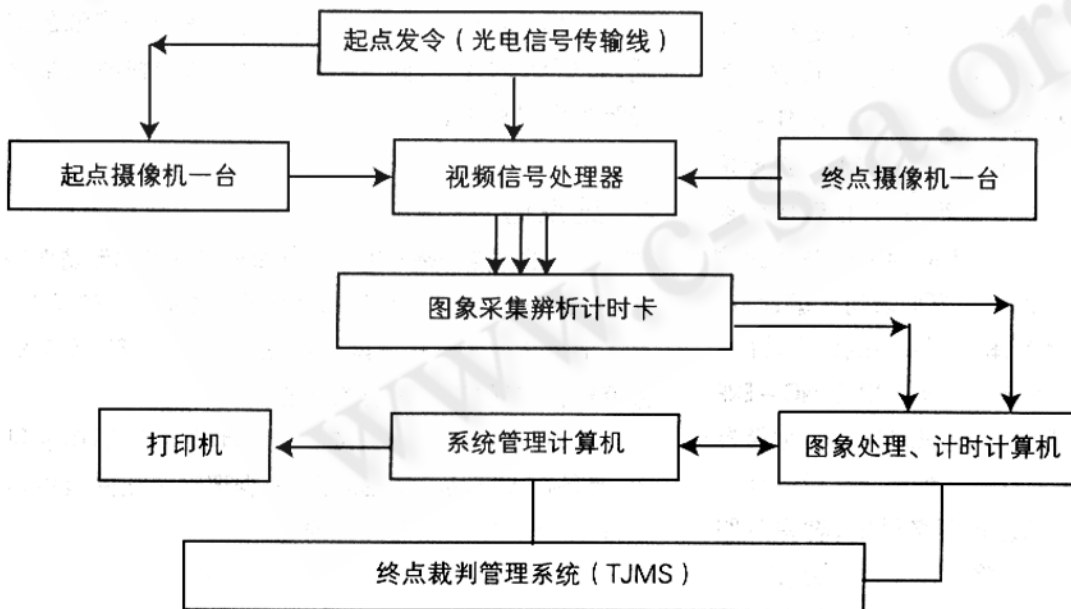 起点发令（光电信号传输线）
起点摄像机一台
视频信号处理器
终点摄像机一台
图象采集辨析计时卡
打印机
系统管理计算机
图象处理、计时计算机
终点裁判管理系统（TJMS）
www.c-s-a.org